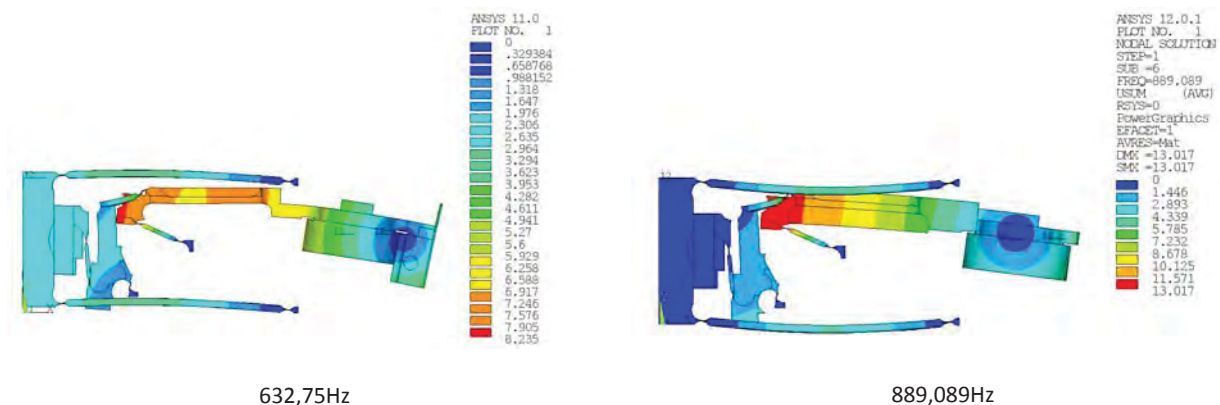 ANSYS 11.0
PLOT NO. 1
0
.329384
.658768
.988152
1.318
1.647
1.976
2.306
2.635
2.964
3.294
3.623
3.953
4.282
4.611
4.941
5.27
5.6
5.929
6.258
6.588
6.917
7.246
7.576
7.905
8.235
632,75Hz
ANSYS 12.0.1
PLOT NO. 1
NODAL SOLUTION
STEP=1
SUB =6
FREQ=889.089
USUM (AVG)
RSYS=0
PowerGraphics
EFACET=1
AVRES=Mat
DMX =13.017
SMX =13.017
0
1.446
2.893
4.339
5.785
7.232
8.678
10.125
11.571
13.017
889,089Hz